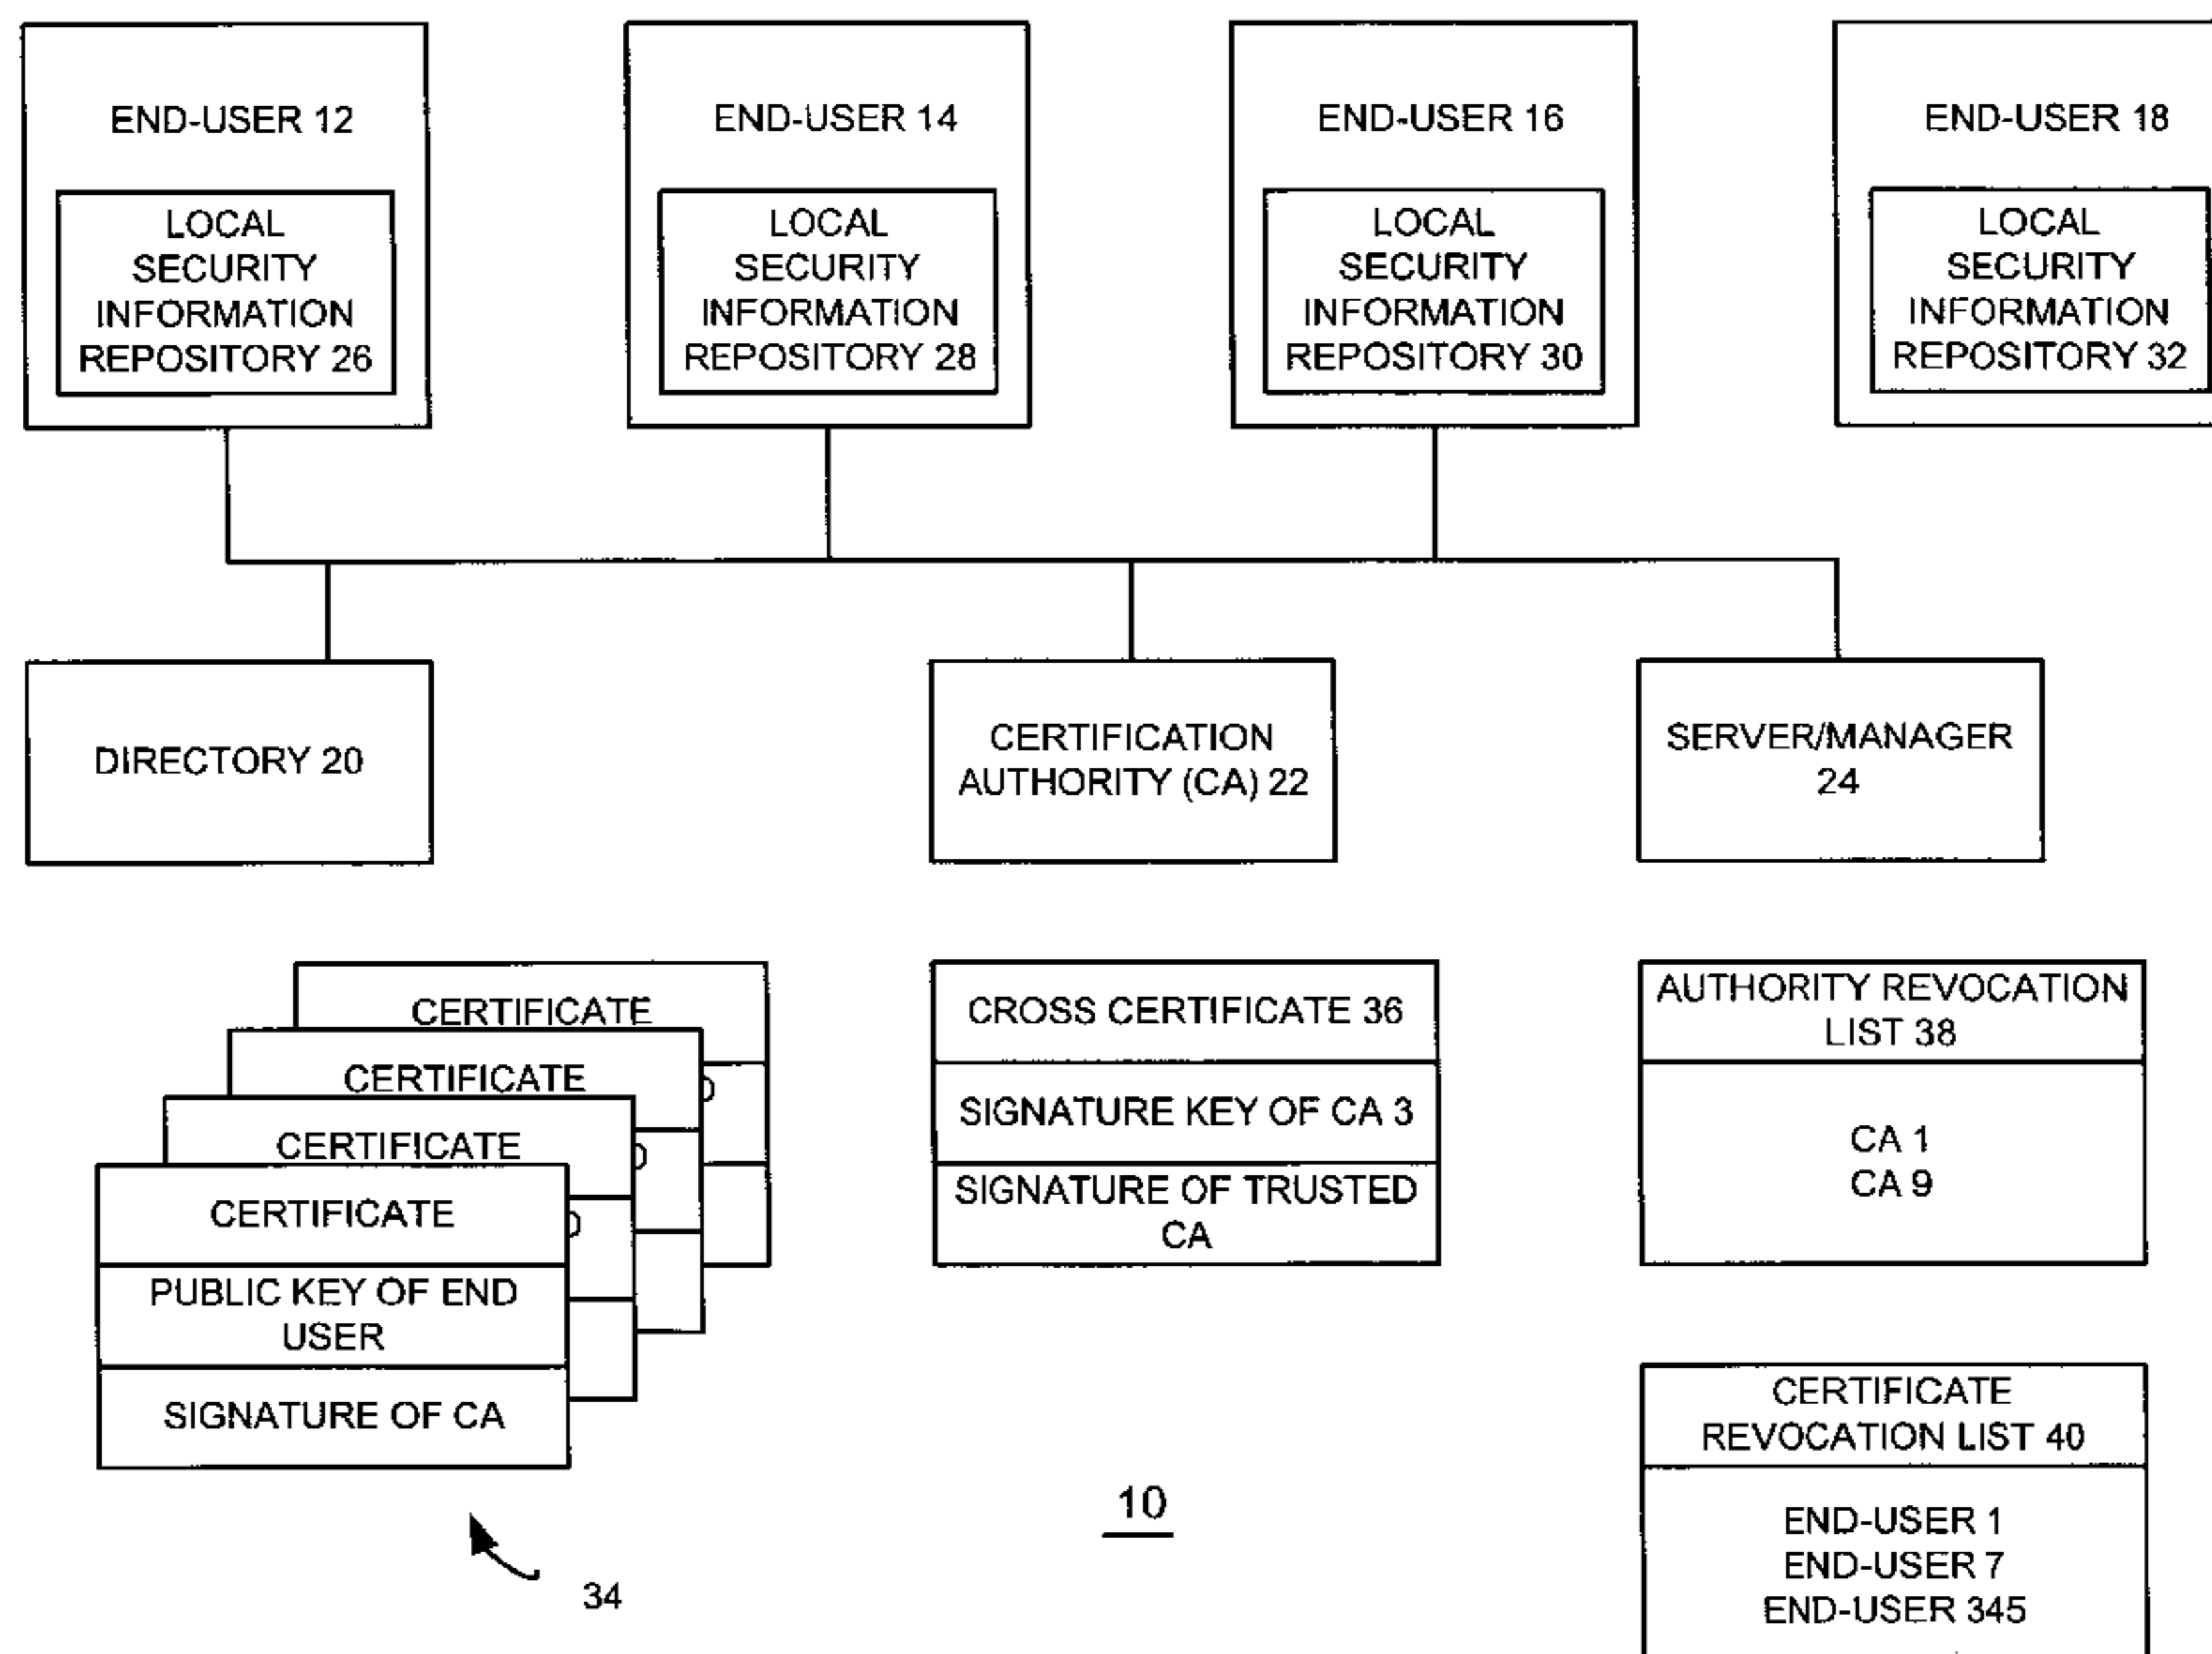 END-USER 12
LOCAL
SECURITY
INFORMATION
REPOSITORY 26
END-USER 14
LOCAL
SECURITY
INFORMATION
REPOSITORY 28
END-USER 16
LOCAL
SECURITY
INFORMATION
REPOSITORY 30
END-USER 18
LOCAL
SECURITY
INFORMATION
REPOSITORY 32
DIRECTORY 20
CERTIFICATION
AUTHORITY (CA) 22
SERVER/MANAGER
24
CERTIFICATE
CERTIFICATE
CERTIFICATE
CERTIFICATE
PUBLIC KEY OF END
USER
SIGNATURE OF CA
34
CROSS CERTIFICATE 36
SIGNATURE KEY OF CA 3
SIGNATURE OF TRUSTED
CA
AUTHORITY REVOCATION
LIST 38
CA 1
CA 9
CERTIFICATE
REVOCATION LIST 40
END-USER 1
END-USER 7
END-USER 345
10